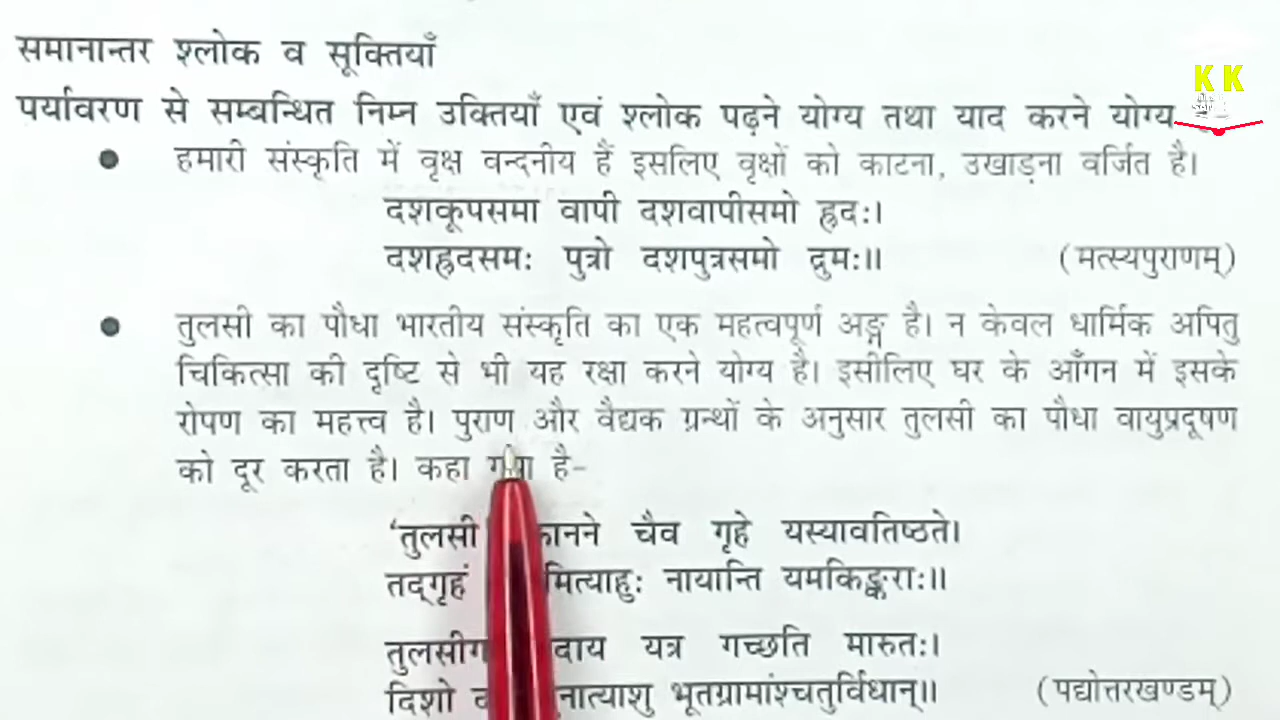 समानान्तर श्लोक व सूक्तियाँ
K K
पर्यावरण से सम्बन्धित निम्न उक्तियाँ एवं श्लोक पढ़ने योग्य तथा याद करने योग्य
● हमारी संस्कृति में वृक्ष वन्दनीय हैं इसलिए वृक्षों को काटना, उखाड़ना वर्जित है।
दशकूपसमा वापी दशवापीसमो ह्रदः।
दशह्रदसमः पुत्रो दशपुत्रसमो द्रुमः॥ (मत्स्यपुराणम्)
● तुलसी का पौधा भारतीय संस्कृति का एक महत्वपूर्ण अङ्ग है। न केवल धार्मिक अपितु
चिकित्सा की दृष्टि से भी यह रक्षा करने योग्य है। इसीलिए घर के आँगन में इसके
रोपण का महत्त्व है। पुराण और वैद्यक ग्रन्थों के अनुसार तुलसी का पौधा वायुप्रदूषण
को दूर करता है। कहा गया है-
‘तुलसी चैव गृहे यस्यावतिष्ठते।
तद्गृहं नायान्ति यमकिङ्कराः॥
यत्र गच्छति मारुतः।
दिशो भूतग्रामांश्चतुर्विधान्॥ (पद्योत्तरखण्डम्)